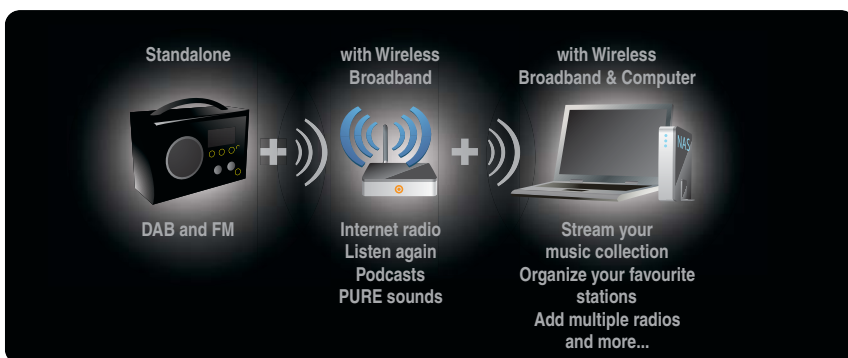 Standalone
with Wireless
Broadband
with Wireless
Broadband & Computer
NAS
DAB and FM
Internet radio
Listen again
Podcasts
PURE sounds
Stream your
music collection
Organize your favourite
stations
Add multiple radios
and more...